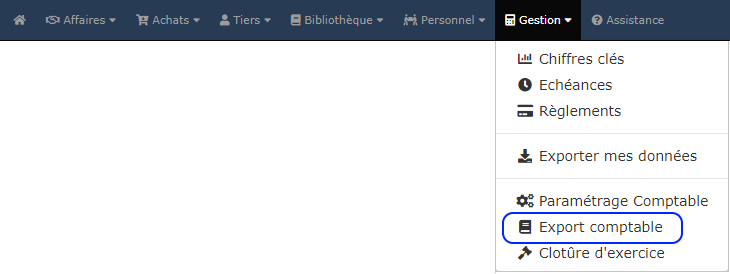 Affaires Achats Tiers Bibliothèque Personnel Gestion Assistance
Chiffres clés
Echéances
Règlements
Exporter mes données
Paramétrage Comptable
Export comptable
Clotûre d'exercice